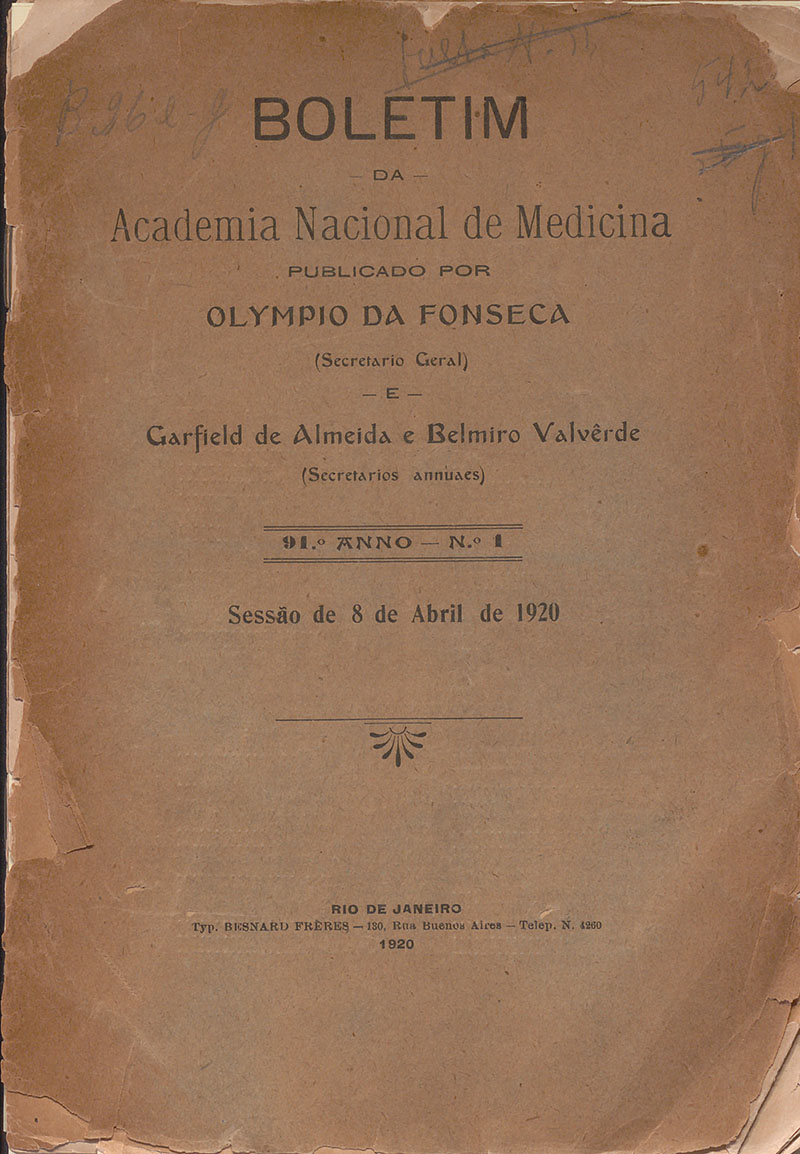 BOLETIM
— DA —
Academia Nacional de Medicina
PUBLICADO POR
OLYMPIO DA FONSECA
(Secretario Geral)
— E —
Garfield de Almeida e Belmiro Valvêrde
(Secretarios annuaes)
91.º ANNO — N.º 1
Sessão de 8 de Abril de 1920
RIO DE JANEIRO
Typ. BESNARD FRÈRES — 130, Rua Buenos Aires — Telep. N. 4260
1920